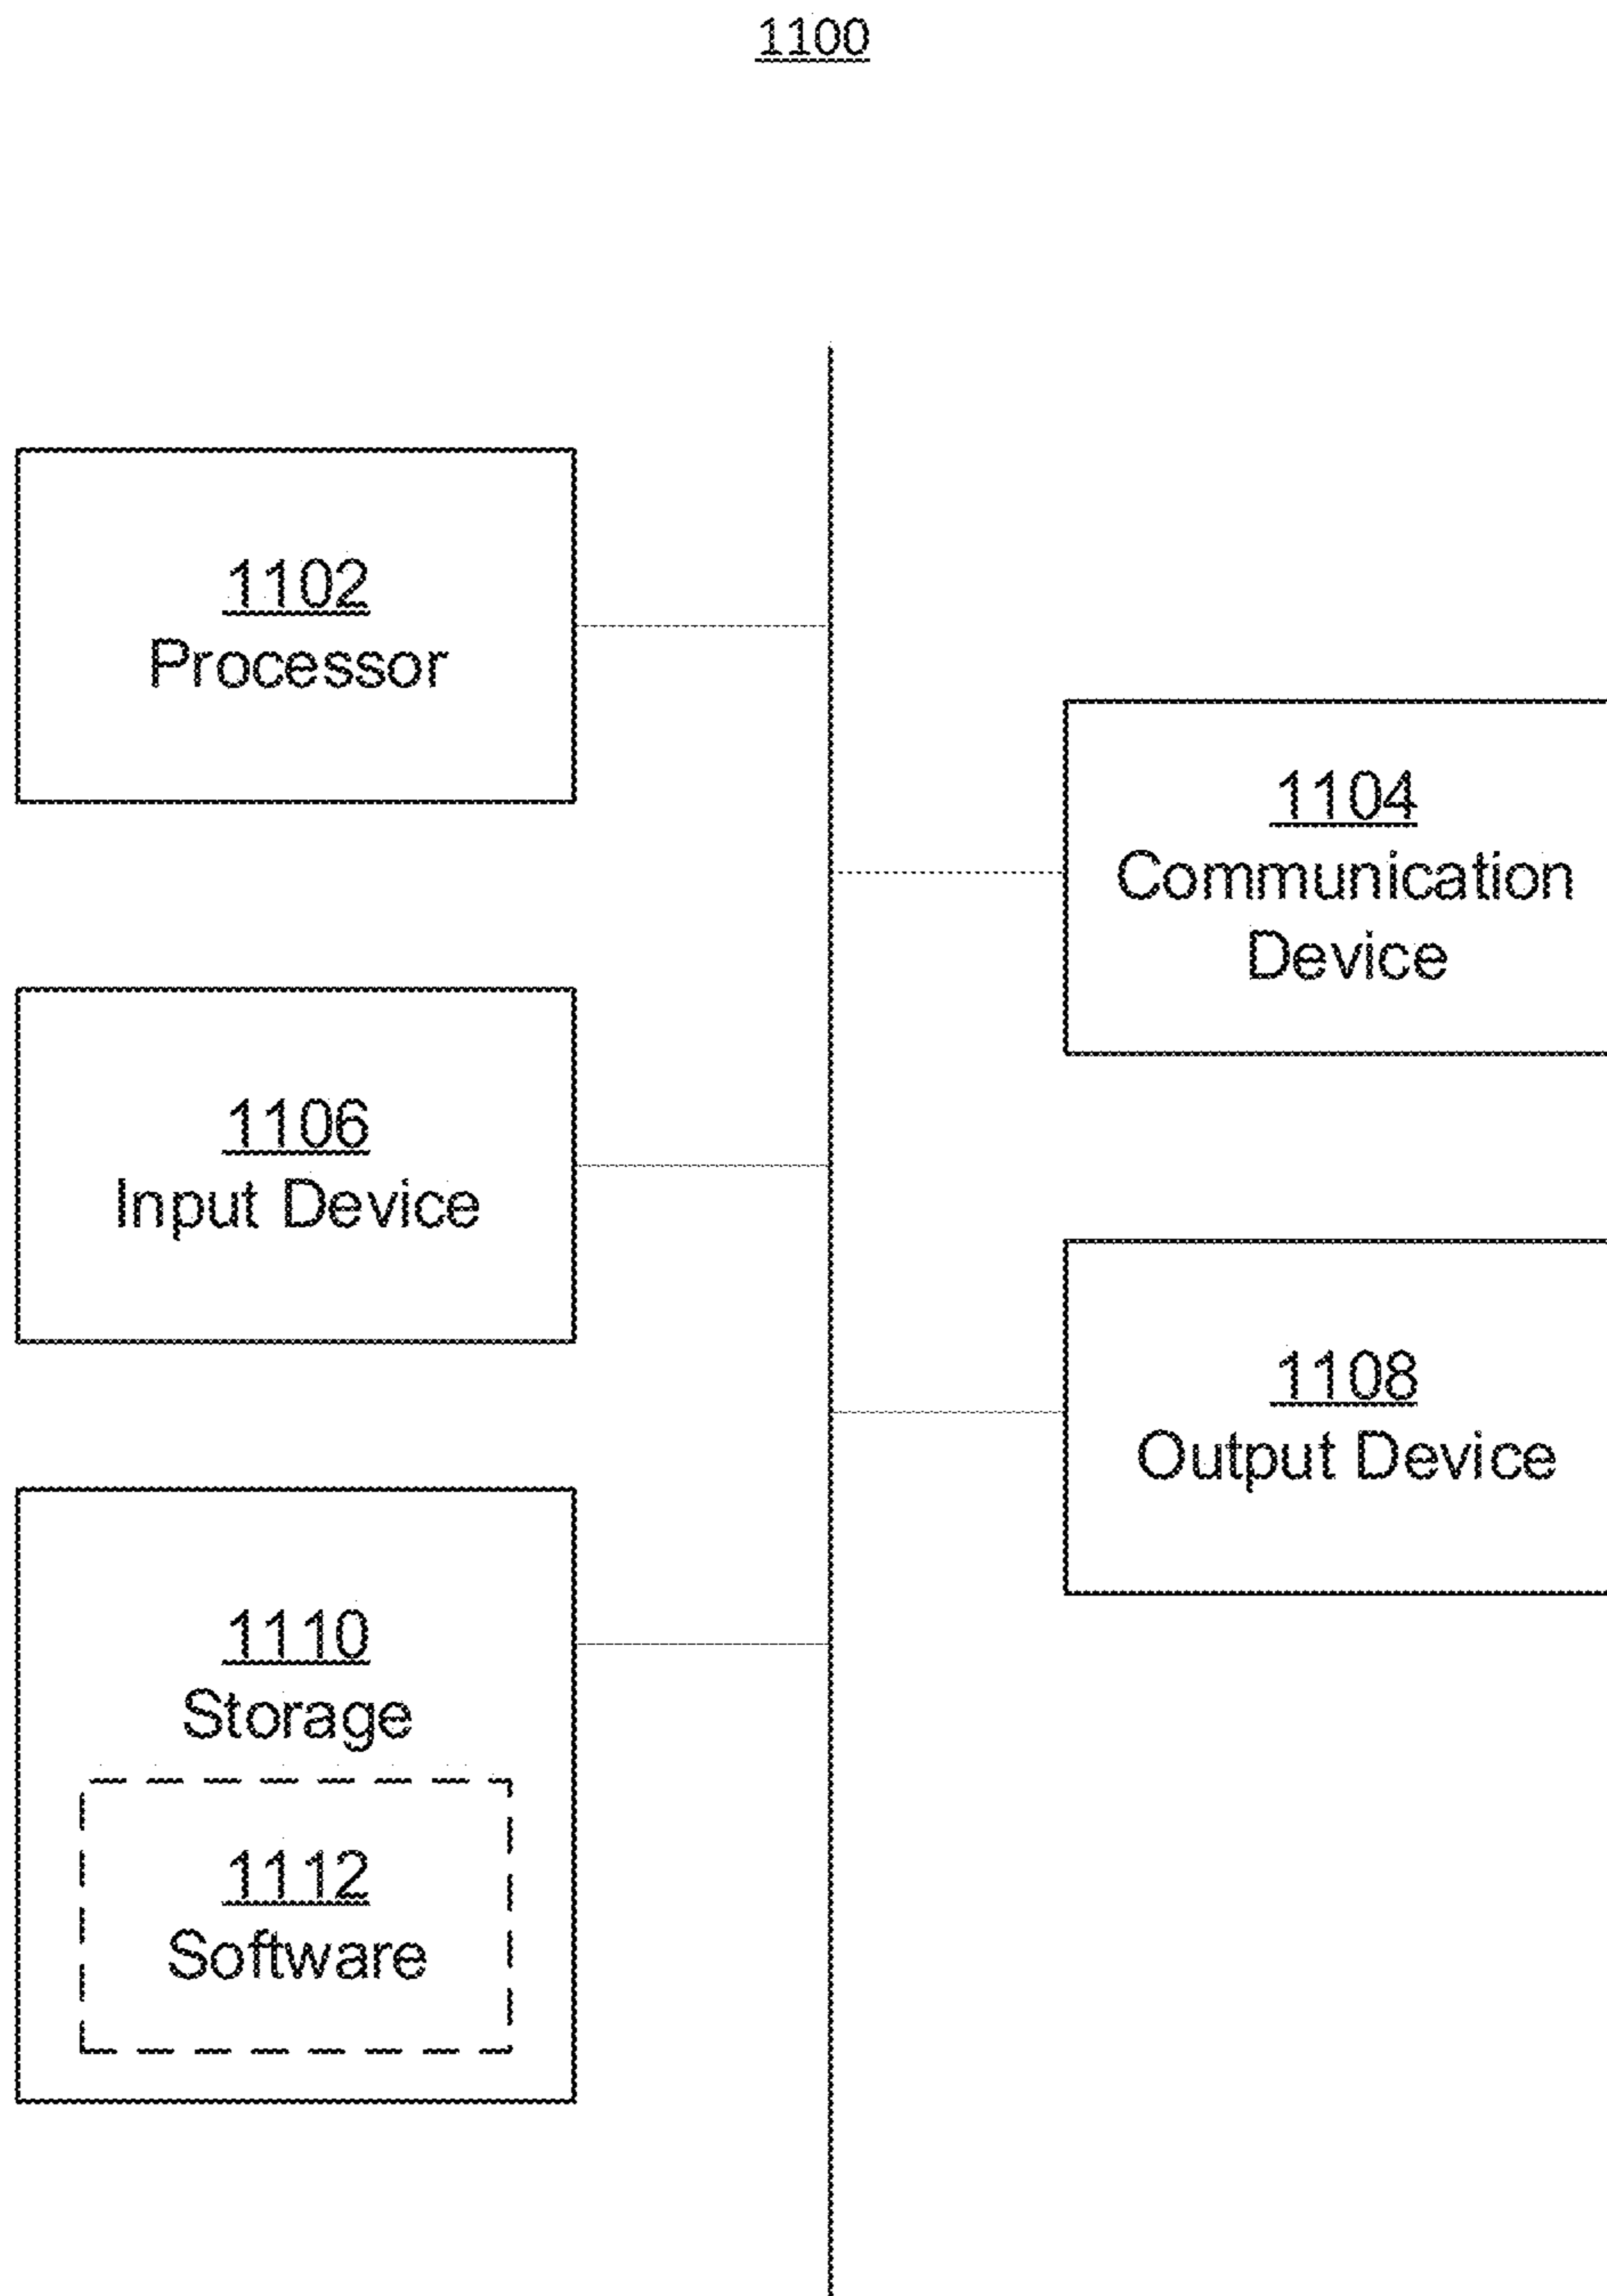 1100
1102
Processor
1104
Communication
Device
1106
Input Device
1108
Output Device
1110
Storage
1112
Software